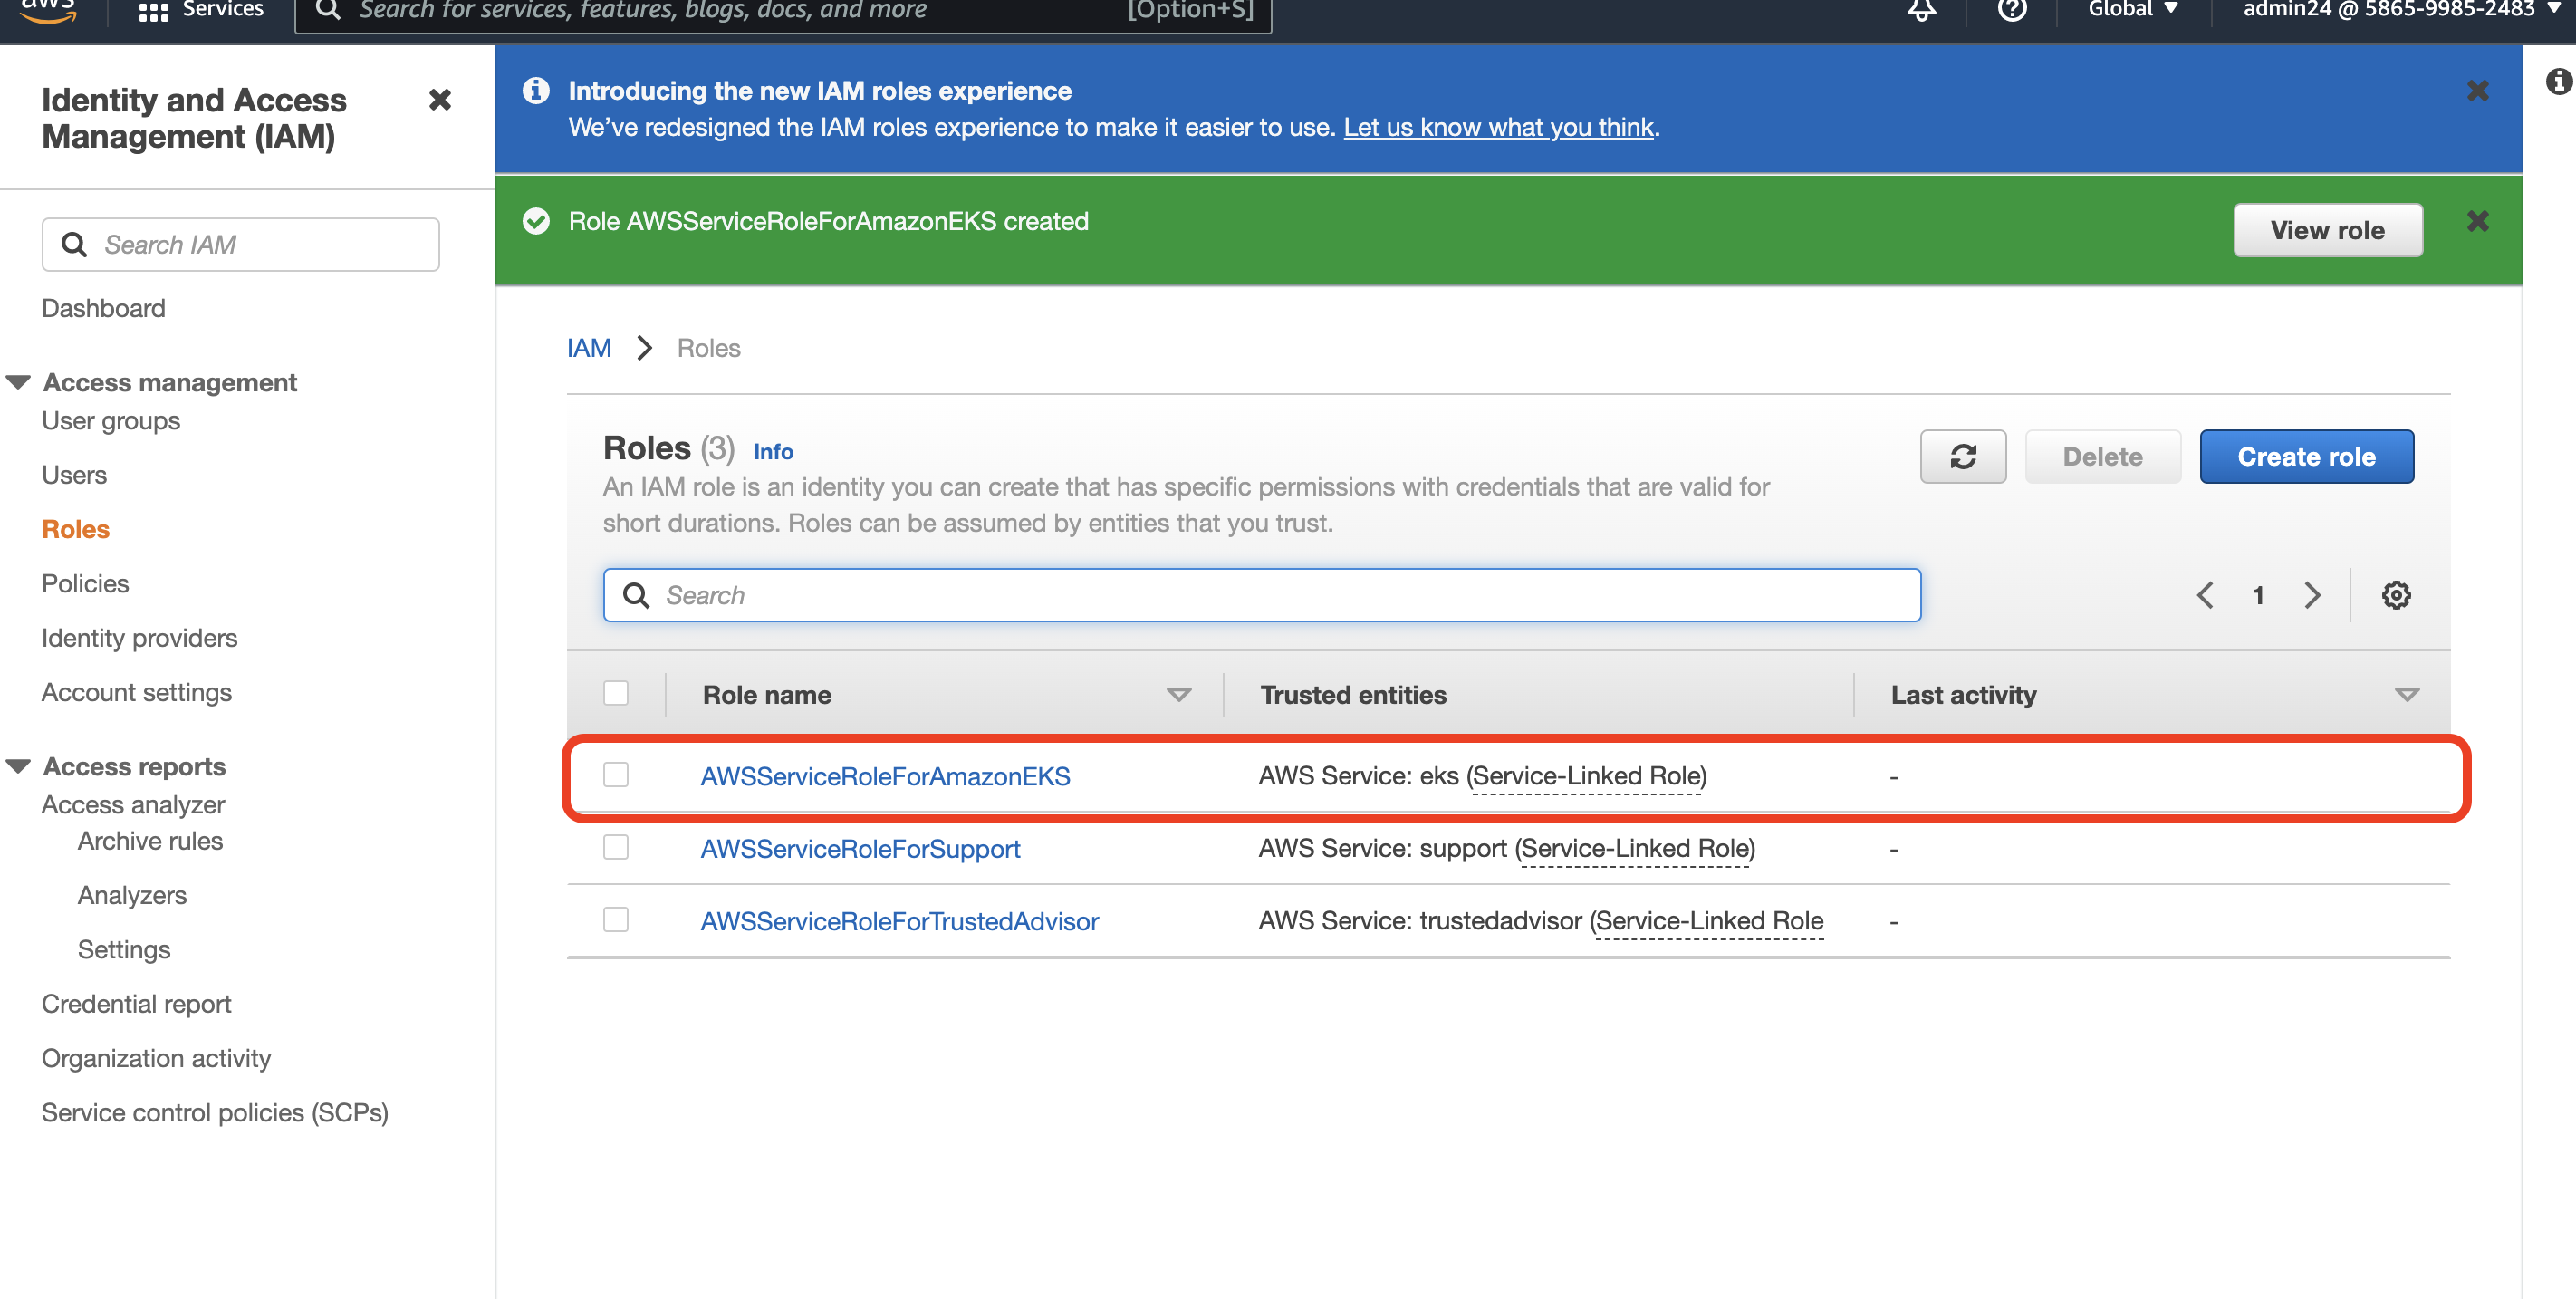 aws
Services
Search for services, features, blogs, docs, and more
[Option+S]
Global
admin24 @ 5865-9985-2483
Identity and Access
Management (IAM)
Search IAM
Dashboard
Access management
User groups
Users
Roles
Policies
Identity providers
Account settings
Access reports
Access analyzer
Archive rules
Analyzers
Settings
Credential report
Organization activity
Service control policies (SCPs)
Introducing the new IAM roles experience
We've redesigned the IAM roles experience to make it easier to use. Let us know what you think.
Role AWSServiceRoleForAmazonEKS created
View role
IAM > Roles
Roles (3) Info
An IAM role is an identity you can create that has specific permissions with credentials that are valid for
short durations. Roles can be assumed by entities that you trust.
Delete
Create role
Search
1
Role name
Trusted entities
Last activity
AWSServiceRoleForAmazonEKS
AWS Service: eks (Service-Linked Role)
-
AWSServiceRoleForSupport
AWS Service: support (Service-Linked Role)
-
AWSServiceRoleForTrustedAdvisor
AWS Service: trustedadvisor (Service-Linked Role
-